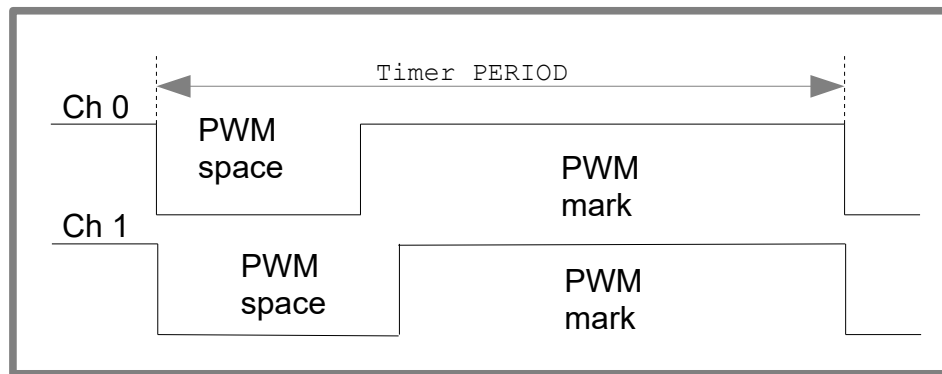 Timer PERIOD
Ch 0
PWM
space
PWM
mark
Ch 1
PWM
space
PWM
mark